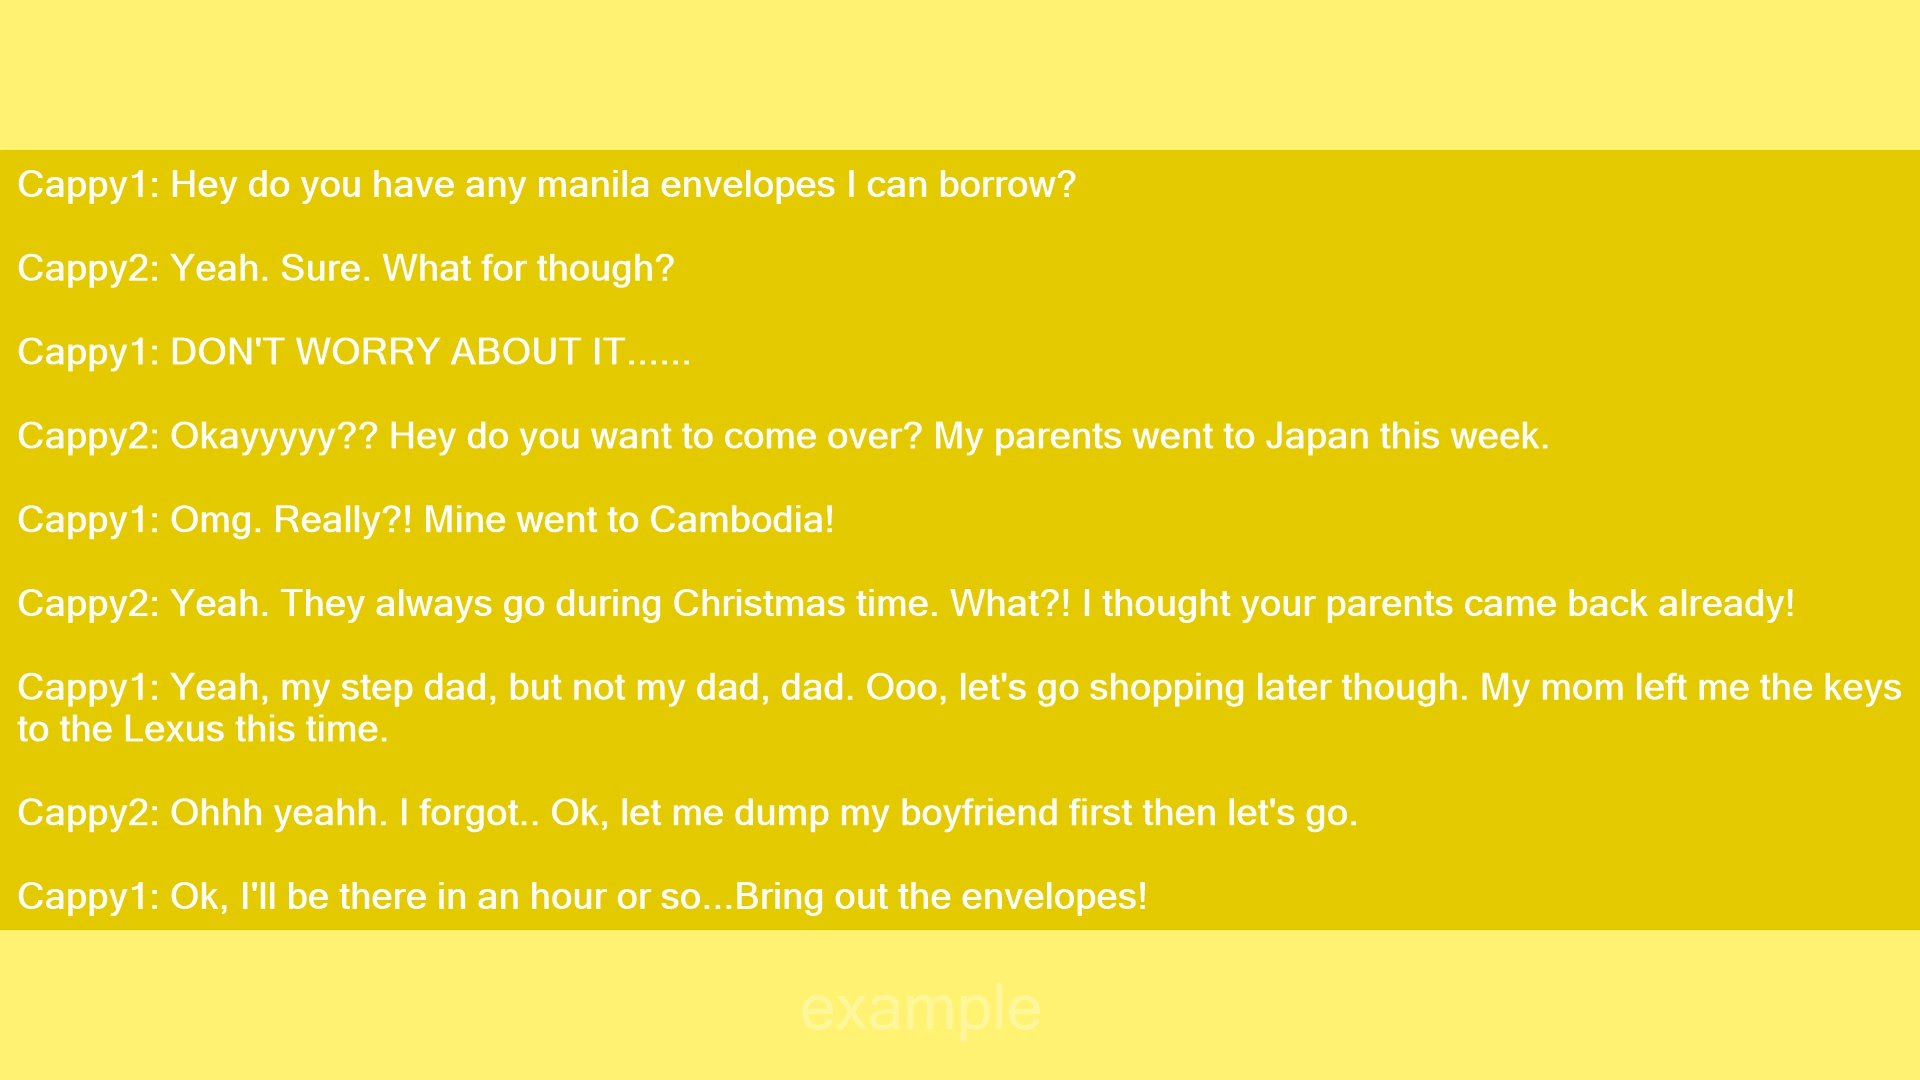 Cappy1: Hey do you have any manila envelopes I can borrow?
Cappy2: Yeah. Sure. What for though?
Cappy1: DON'T WORRY ABOUT IT......
Cappy2: Okayyyyy?? Hey do you want to come over? My parents went to Japan this week.
Cappy1: Omg. Really?! Mine went to Cambodia!
Cappy2: Yeah. They always go during Christmas time. What?! I thought your parents came back already!
Cappy1: Yeah, my step dad, but not my dad, dad. Ooo, let's go shopping later though. My mom left me the keys
to the Lexus this time.
Cappy2: Ohhh yeahh. I forgot.. Ok, let me dump my boyfriend first then let's go.
Cappy1: Ok, I'll be there in an hour or so...Bring out the envelopes!
example